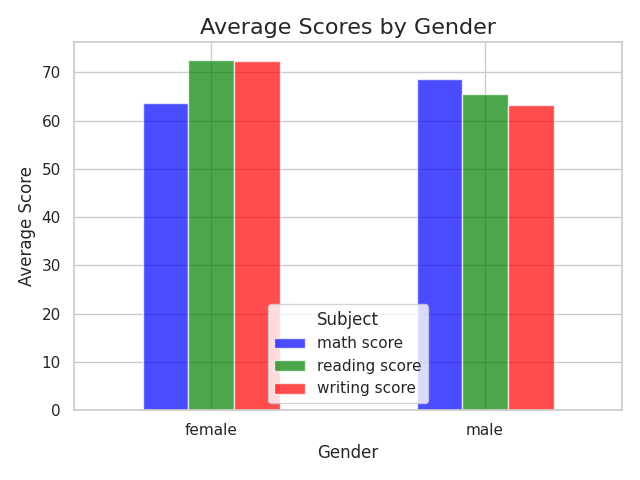 Average Scores by Gender
Average Score
70
60
50
40
30
20
10
0
Subject
math score
reading score
writing score
female
male
Gender